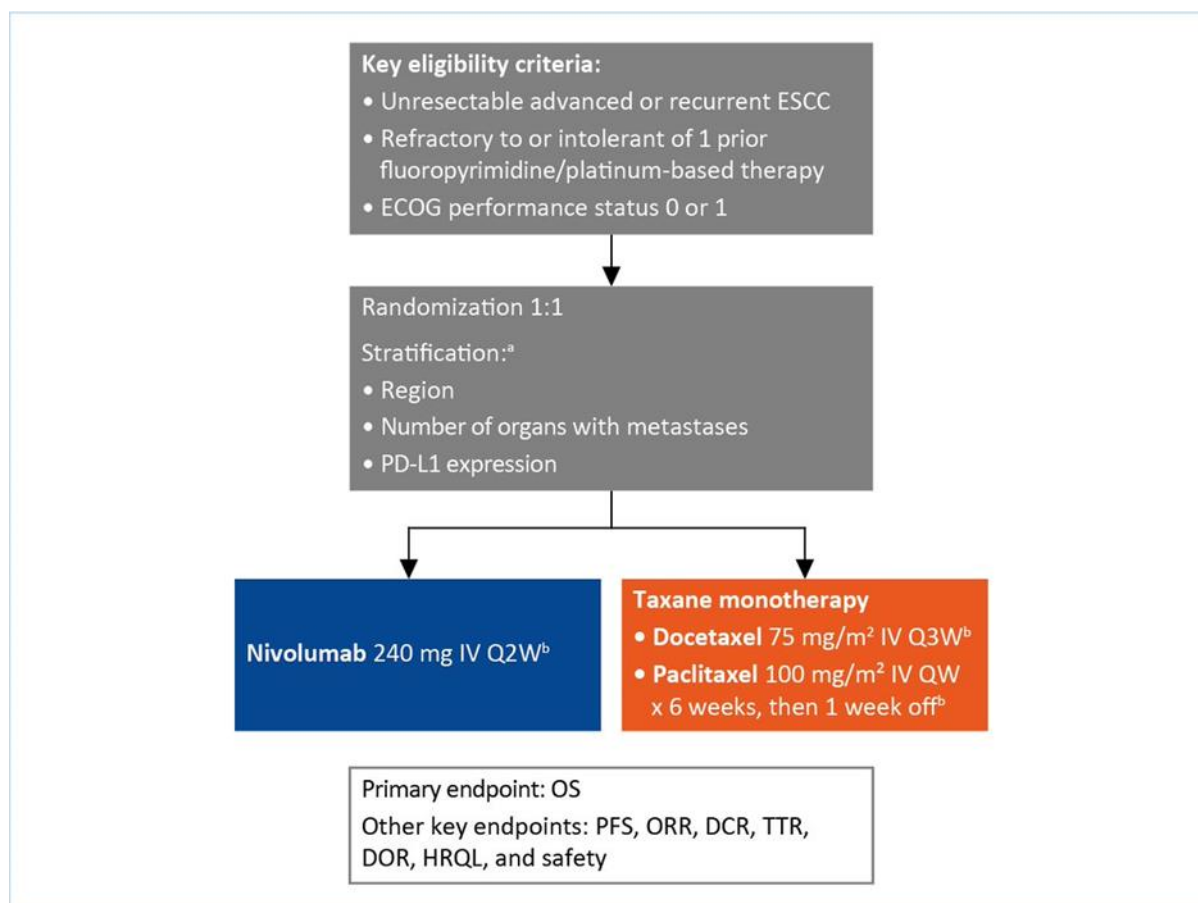 Key eligibility criteria:
• Unresectable advanced or recurrent ESCC
• Refractory to or intolerant of 1 prior
fluoropyrimidine/platinum-based therapy
• ECOG performance status 0 or 1
Randomization 1:1
Stratification:ᵃ
• Region
• Number of organs with metastases
• PD-L1 expression
Nivolumab 240 mg IV Q2Wᵇ
Taxane monotherapy
• Docetaxel 75 mg/m² IV Q3Wᵇ
• Paclitaxel 100 mg/m² IV QW
x 6 weeks, then 1 week offᵇ
Primary endpoint: OS
Other key endpoints: PFS, ORR, DCR, TTR,
DOR, HRQL, and safety